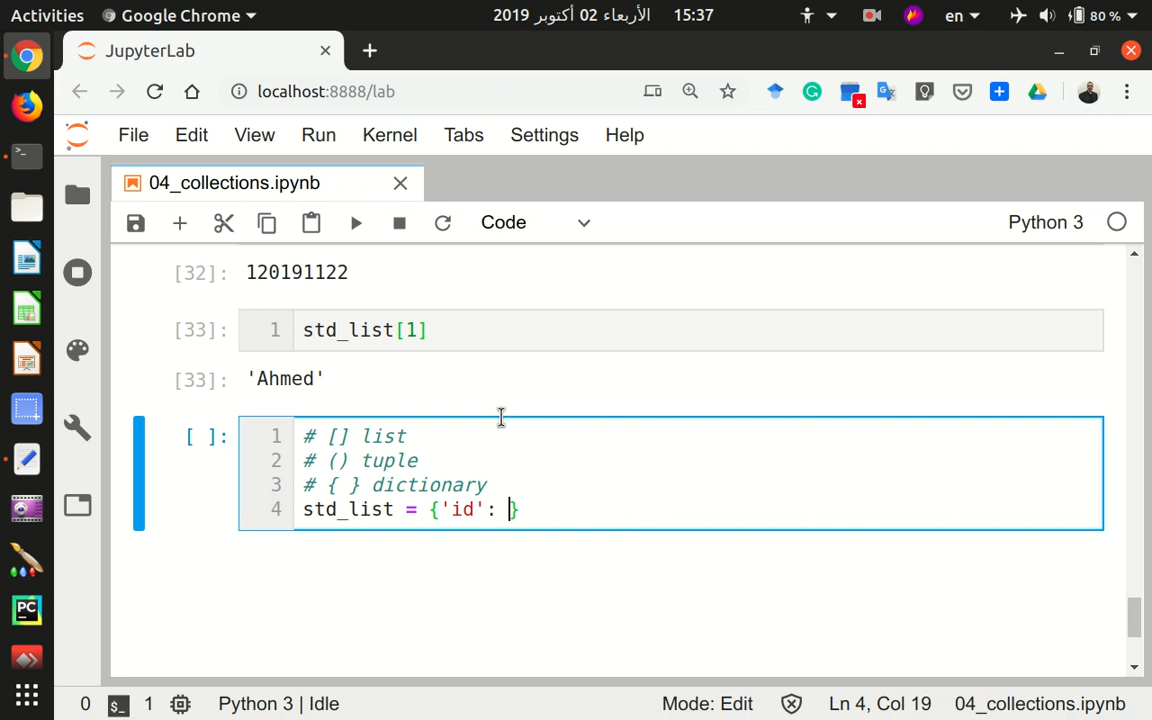 Activities Google Chrome الأربعاء 02 أكتوبر 2019 15:37 en 80 %
JupyterLab
localhost:8888/lab
File Edit View Run Kernel Tabs Settings Help
04_collections.ipynb
Code Python 3
[32]: 120191122
[33]: 1 std_list[1]
[33]: 'Ahmed'
[ ]: 1 # [] list
2 # () tuple
3 # { } dictionary
4 std_list = {'id': }
0 $_ 1 Python 3 | Idle Mode: Edit Ln 4, Col 19 04_collections.ipynb
PC